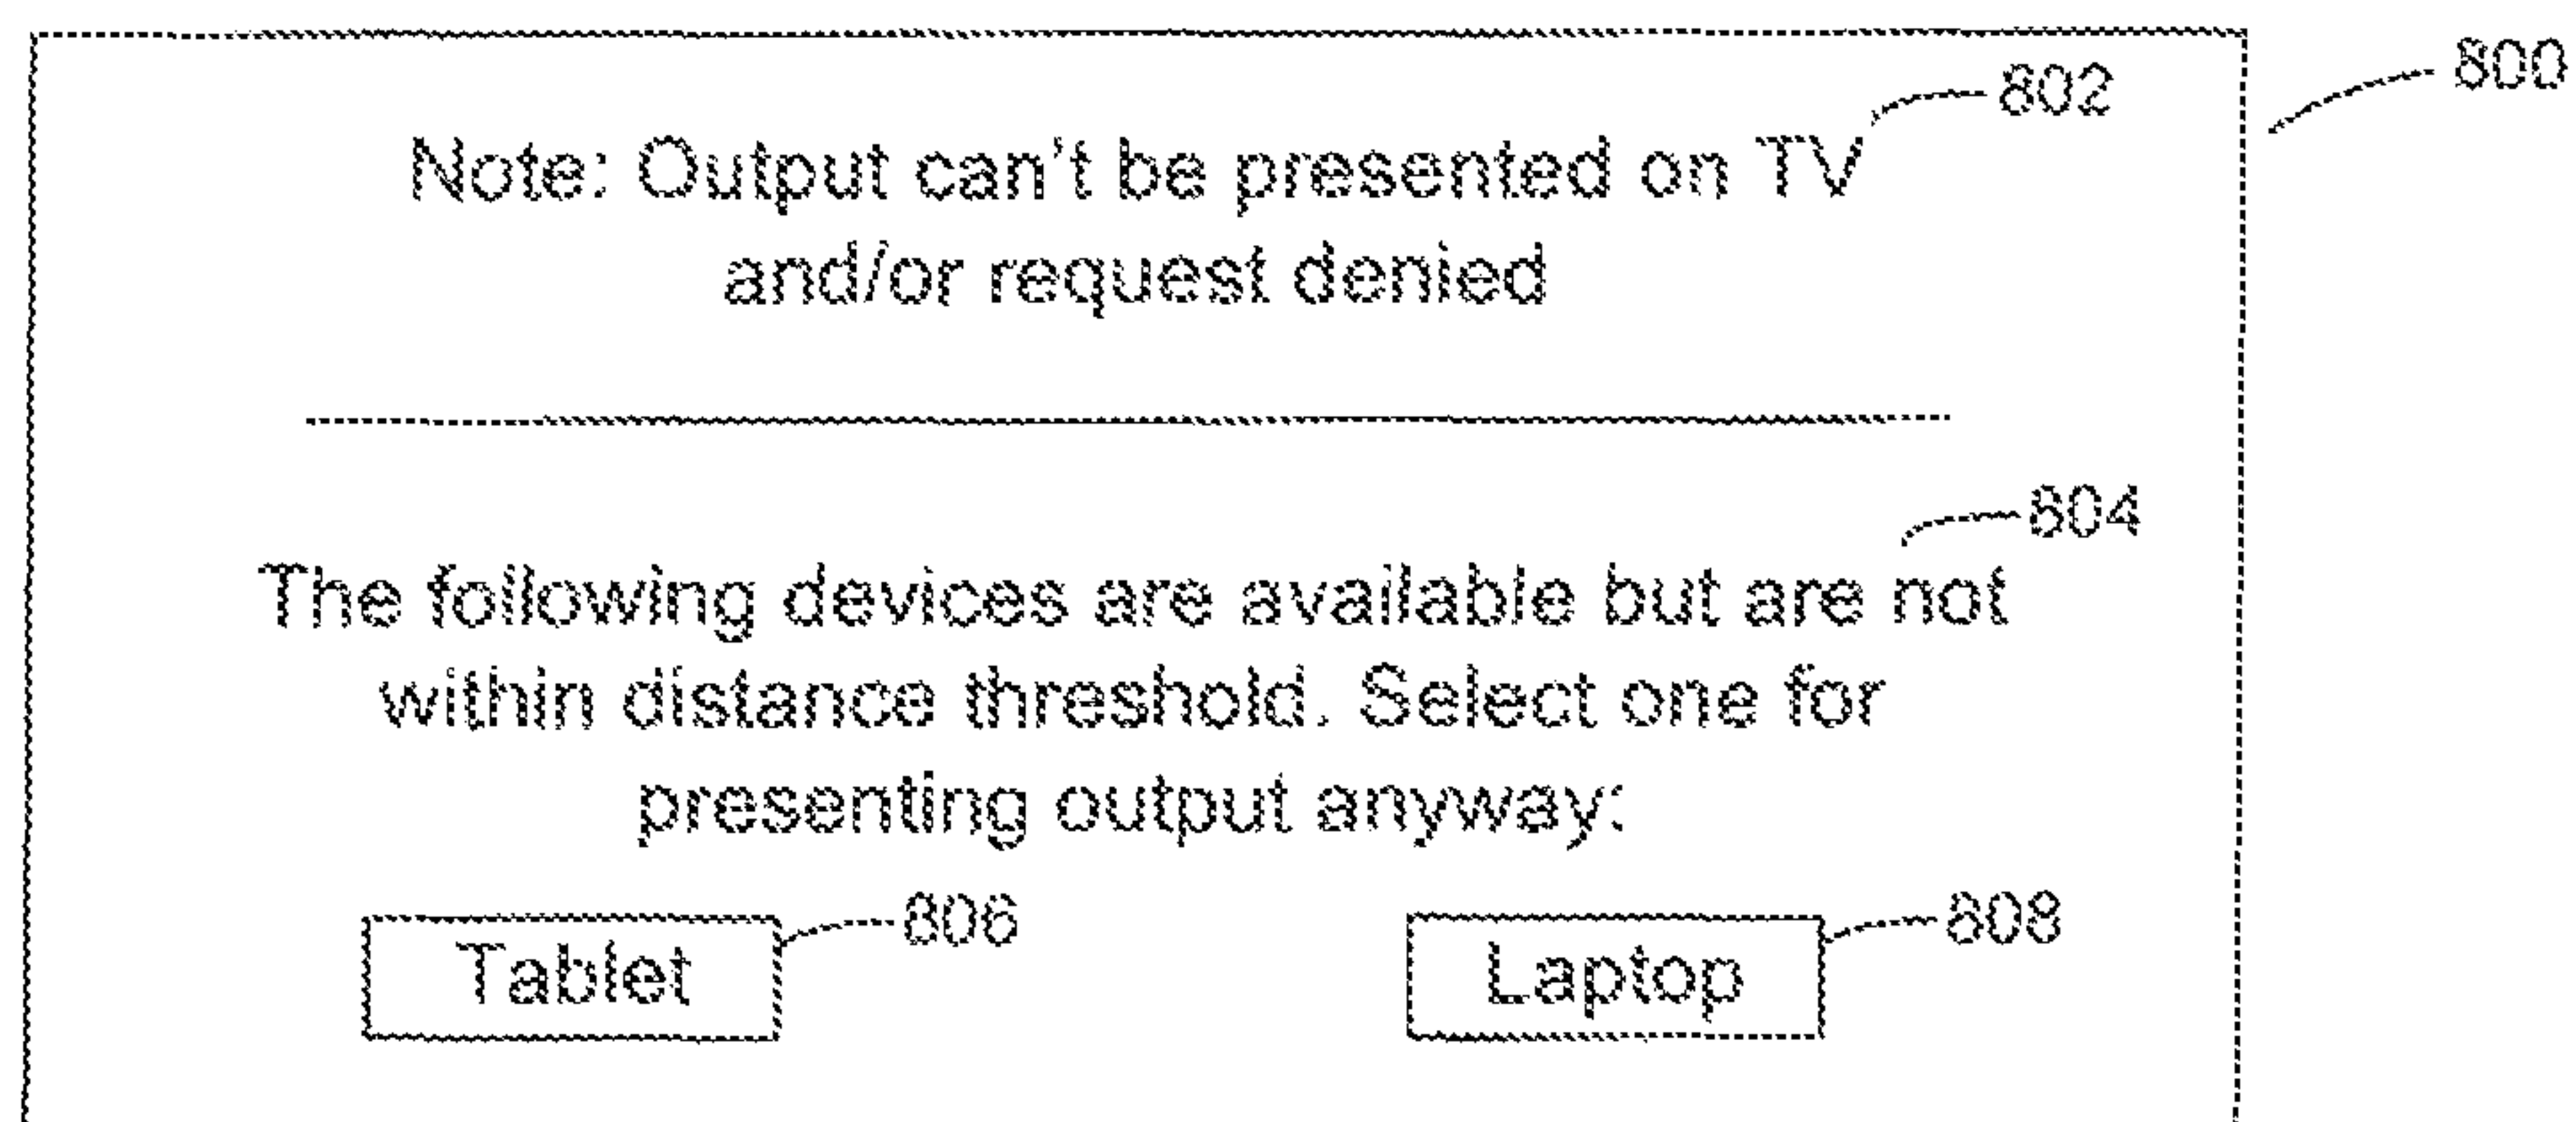 800
802
Note: Output can't be presented on TV
and/or request denied
804
The following devices are available but are not
within distance threshold. Select one for
presenting output anyway:
Tablet 806 Laptop 808